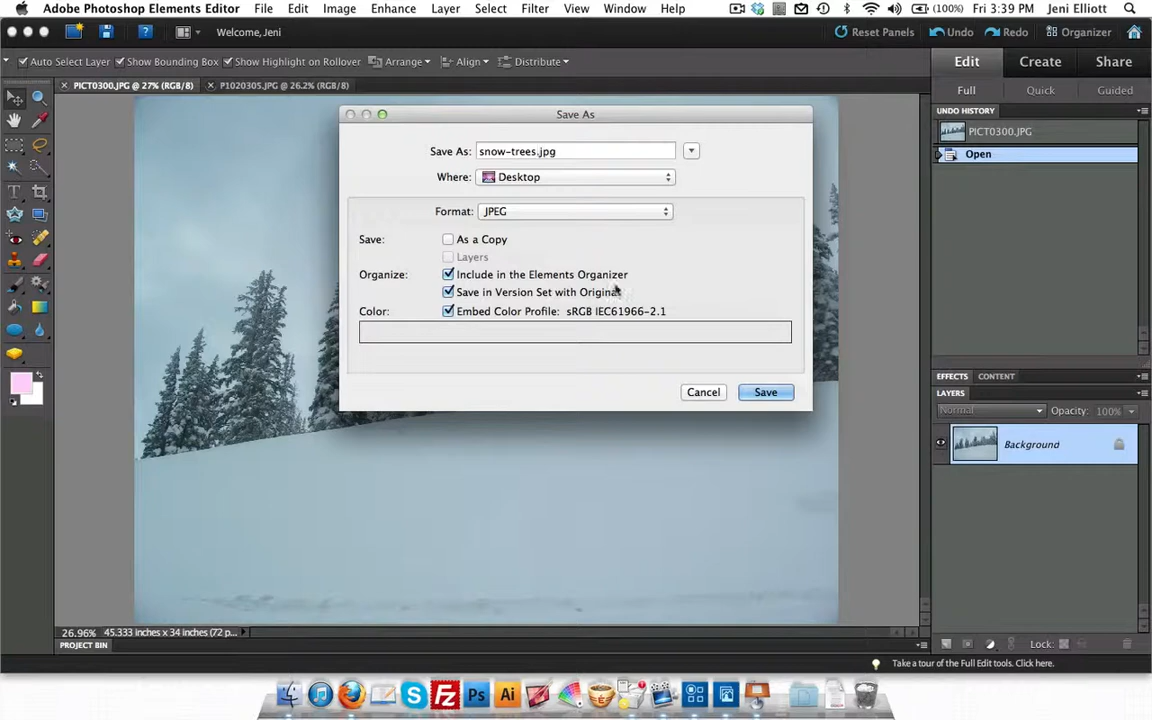 Adobe Photoshop Elements Editor File Edit Image Enhance Layer Select Filter View Window Help (100%) Fri 3:39 PM Jeni Elliott
Welcome, Jeni Reset Panels Undo Redo Organizer
Auto Select Layer Show Bounding Box Show Highlight on Rollover Arrange Align Distribute Edit Create Share
PICT0300.JPG @ 27% (RGB/8) P1020305.JPG @ 26.2% (RGB/8) Full Quick Guided
UNDO HISTORY
PICT0300.JPG
Open
Save As
Save As: snow-trees.jpg
Where: Desktop
Format: JPEG
Save: As a Copy
Layers
Organize: Include in the Elements Organizer
Save in Version Set with Original
Color: Embed Color Profile: sRGB IEC61966-2.1
Cancel Save
EFFECTS CONTENT
LAYERS
Normal Opacity: 100%
Background
26.96% 45.333 inches x 34 inches (72 p... Lock:
PROJECT BIN
Take a tour of the Full Edit tools. Click here.
Ps Ai